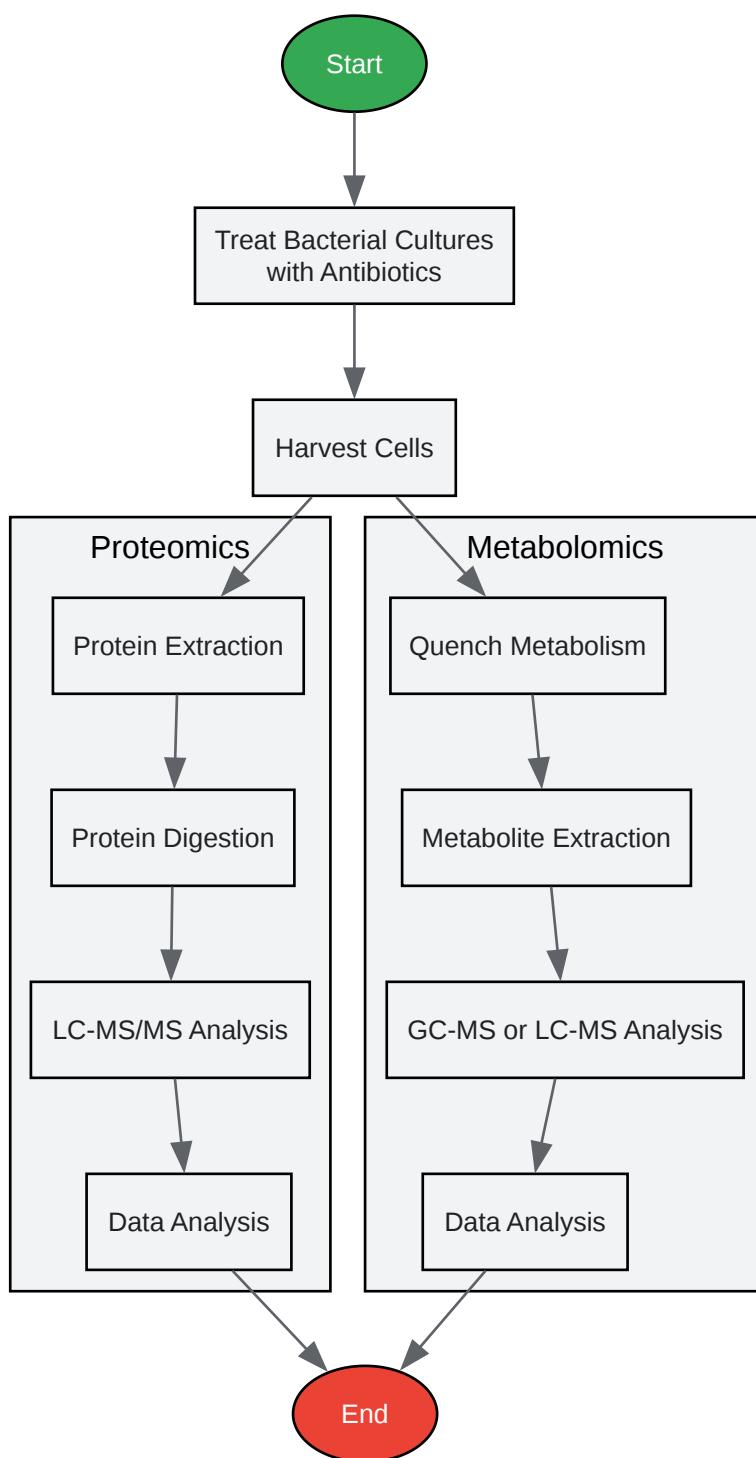 Start
Treat Bacterial Cultures
with Antibiotics
Harvest Cells
Proteomics
Protein Extraction
Protein Digestion
LC-MS/MS Analysis
Data Analysis
Metabolomics
Quench Metabolism
Metabolite Extraction
GC-MS or LC-MS Analysis
Data Analysis
End